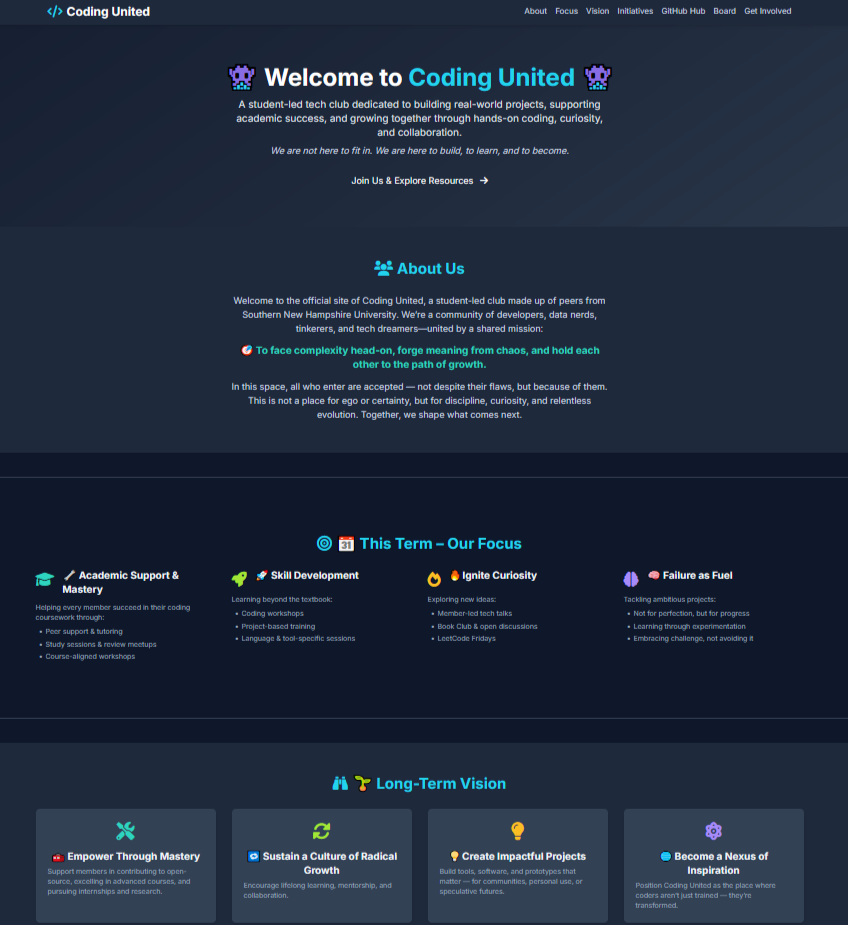 </> Coding United
About Focus Vision Initiatives GitHub Hub Board Get Involved
👾 Welcome to Coding United 👾
A student-led tech club dedicated to building real-world projects, supporting
academic success, and growing together through hands-on coding, curiosity,
and collaboration.
We are not here to fit in. We are here to build, to learn, and to become.
Join Us & Explore Resources →
About Us
Welcome to the official site of Coding United, a student-led club made up of peers from
Southern New Hampshire University. We're a community of developers, data nerds,
tinkerers, and tech dreamers—united by a shared mission:
🎯 To face complexity head-on, forge meaning from chaos, and hold each
other to the path of growth.
In this space, all who enter are accepted — not despite their flaws, but because of them.
This is not a place for ego or certainty, but for discipline, curiosity, and relentless
evolution. Together, we shape what comes next.
📅 This Term – Our Focus
🦴 Academic Support &
Mastery
Helping every member succeed in their coding
coursework through:
• Peer support & tutoring
• Study sessions & review meetups
• Course-aligned workshops
🚀 Skill Development
Learning beyond the textbook:
• Coding workshops
• Project-based training
• Language & tool-specific sessions
🔥 Ignite Curiosity
Exploring new ideas:
• Member-led tech talks
• Book Club & open discussions
• LeetCode Fridays
🧠 Failure as Fuel
Tackling ambitious projects:
• Not for perfection, but for progress
• Learning through experimentation
• Embracing challenge, not avoiding it
🌱 Long-Term Vision
🧰 Empower Through Mastery
Support members in contributing to open-
source, excelling in advanced courses, and
pursuing internships and research.
🔁 Sustain a Culture of Radical
Growth
Encourage lifelong learning, mentorship, and
collaboration.
💡 Create Impactful Projects
Build tools, software, and prototypes that
matter — for communities, personal use, or
speculative futures.
🌐 Become a Nexus of
Inspiration
Position Coding United as the place where
coders aren't just trained — they're
transformed.